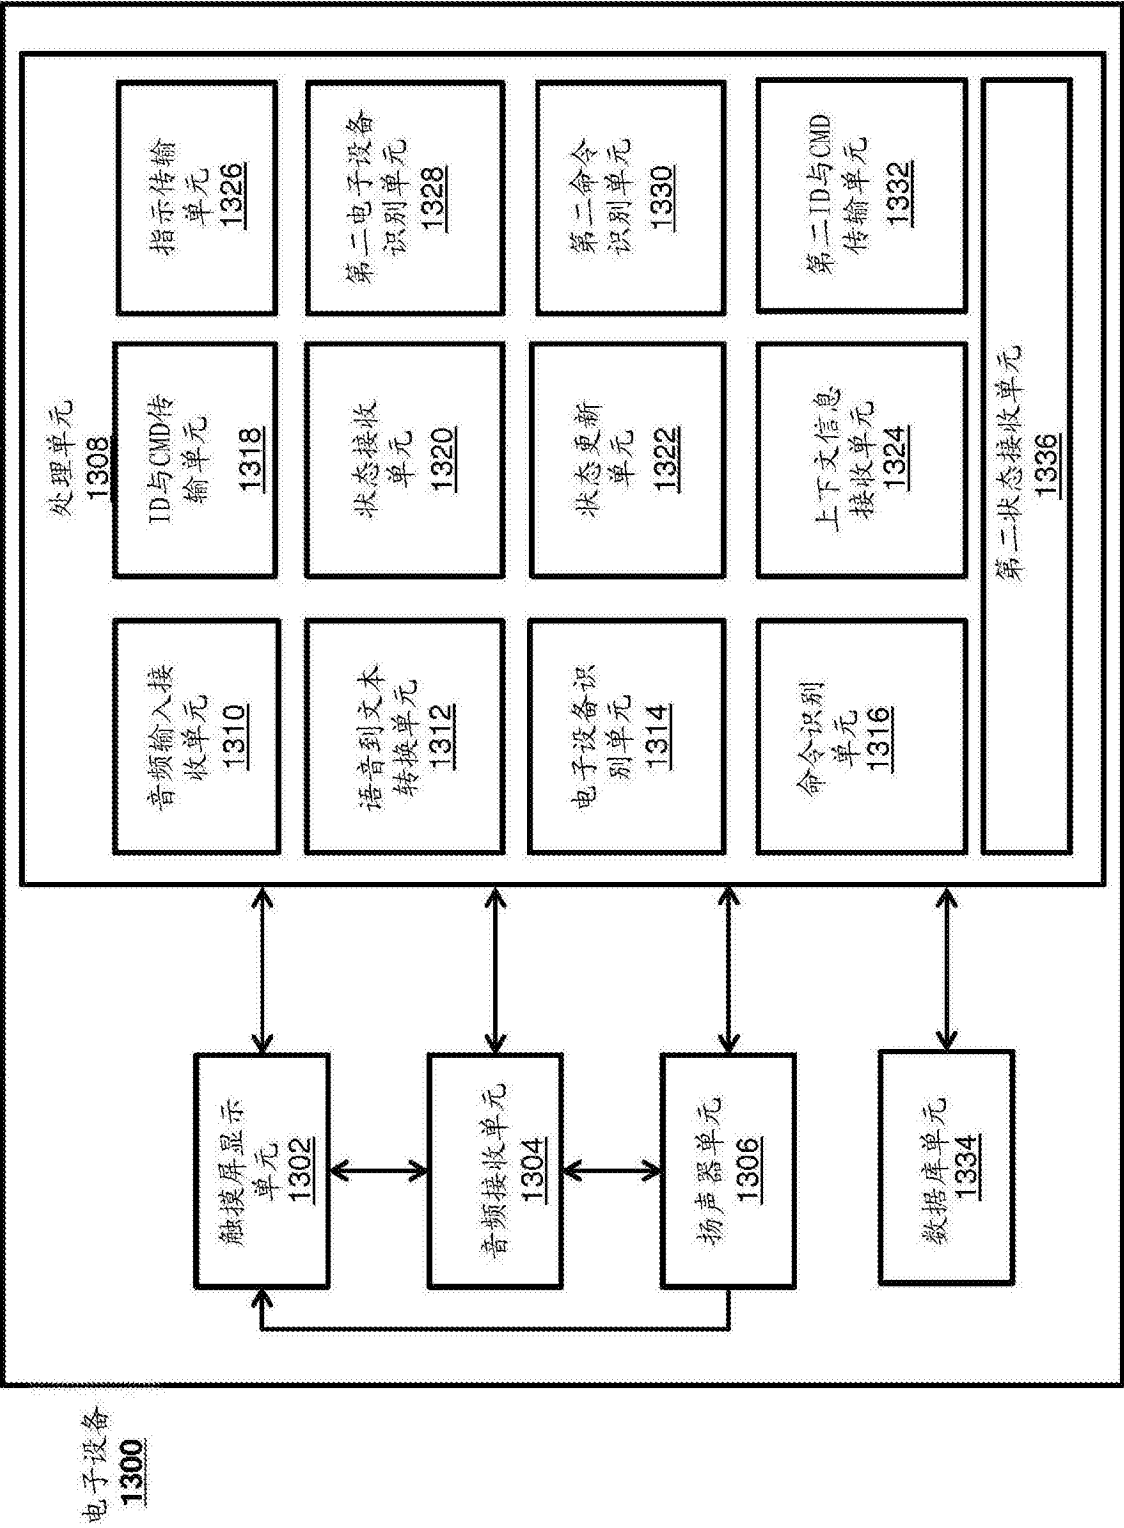 电子设备
1300
触摸屏显示
单元
1302
音频接收单元
1304
扬声器单元
1306
数据库单元
1334
处理单元
1308
音频输入接
收单元
1310
语音到文本
转换单元
1312
电子设备识
别单元
1314
命令识别
单元
1316
ID与CMD传
输单元
1318
状态接收
单元
1320
状态更新
单元
1322
上下文信息
接收单元
1324
指示传输
单元
1326
第二电子设备
识别单元
1328
第二命令
识别单元
1330
第二ID与CMD
传输单元
1332
第二状态接收单元
1336